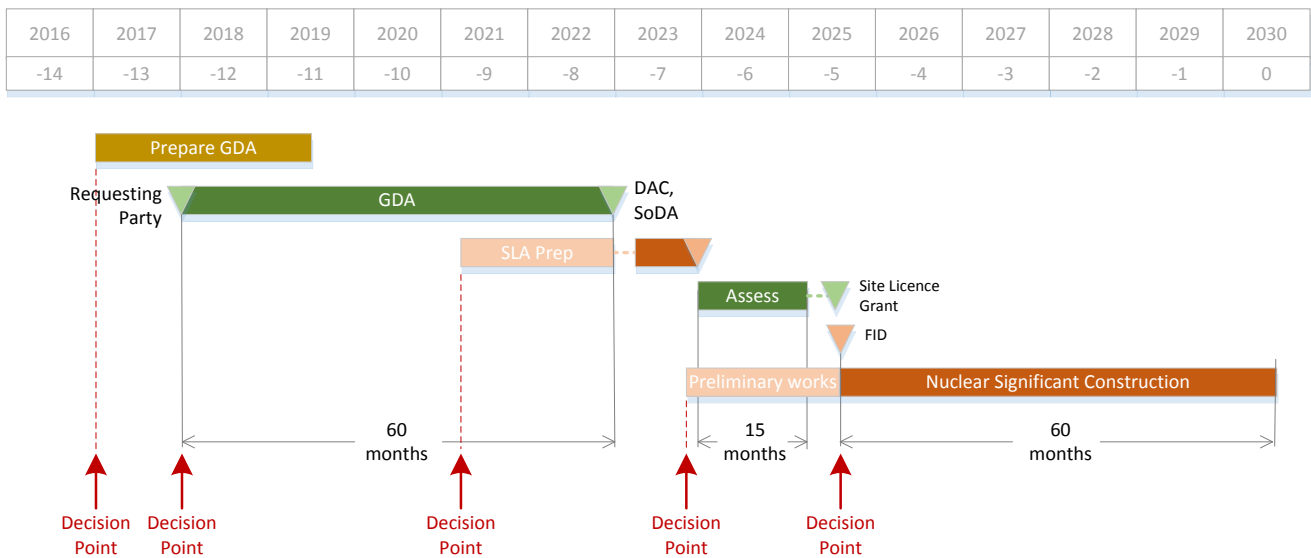 2016 2017 2018 2019 2020 2021 2022 2023 2024 2025 2026 2027 2028 2029 2030
-14 -13 -12 -11 -10 -9 -8 -7 -6 -5 -4 -3 -2 -1 0
Prepare GDA
Requesting
Party
GDA
DAC,
SoDA
SLA Prep
Assess
Site Licence
Grant
FID
Preliminary works
Nuclear Significant Construction
60
months
15
months
60
months
Decision
Point
Decision
Point
Decision
Point
Decision
Point
Decision
Point